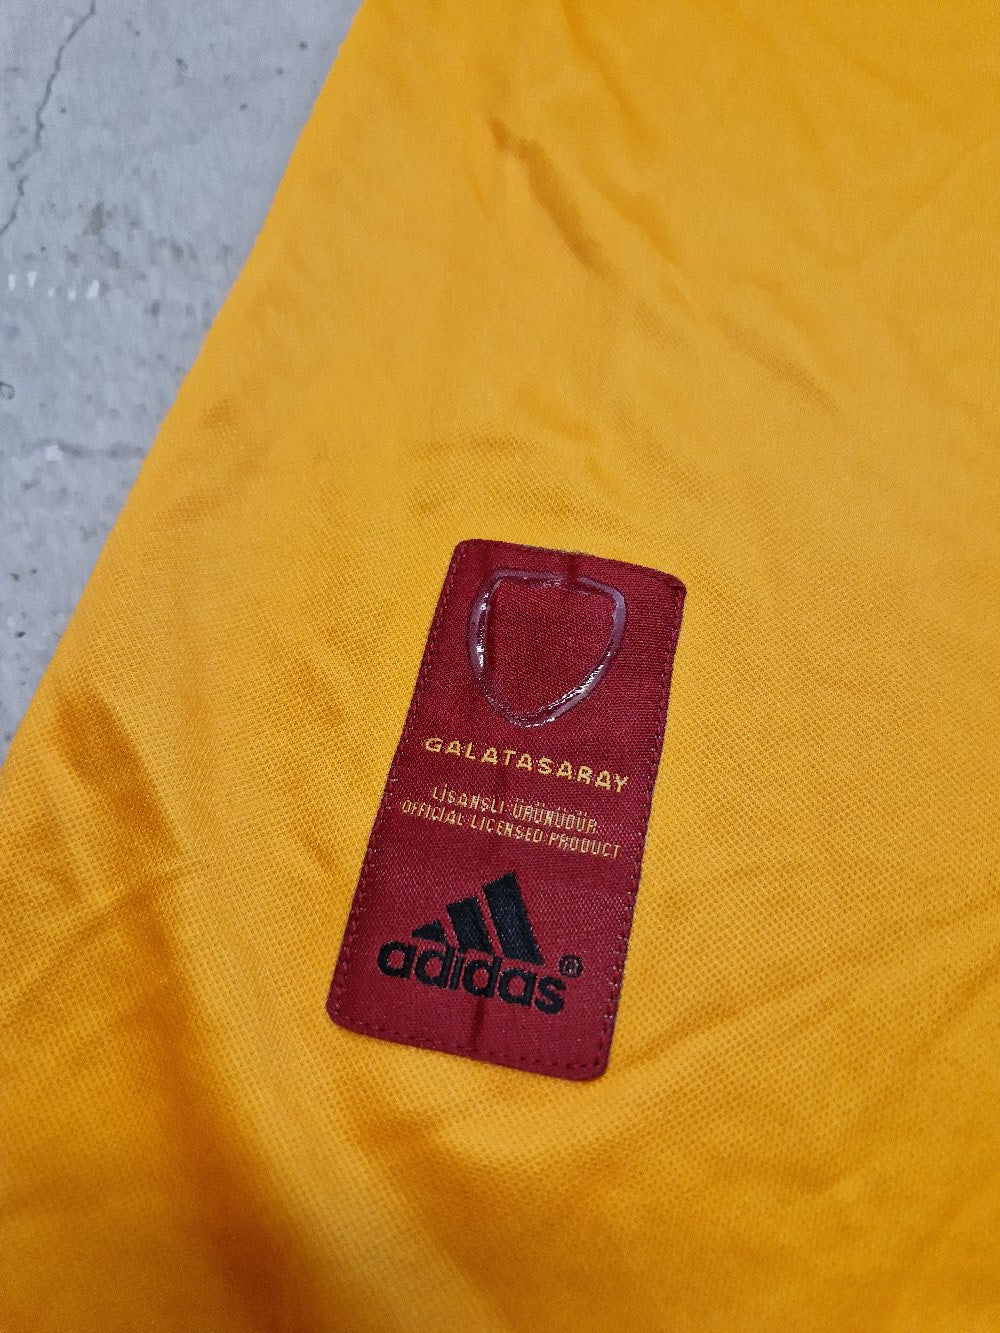 GALATASARAY
LİSANSLI ÜRÜNÜDÜR
OFFICIAL LICENSED PRODUCT
adidas®